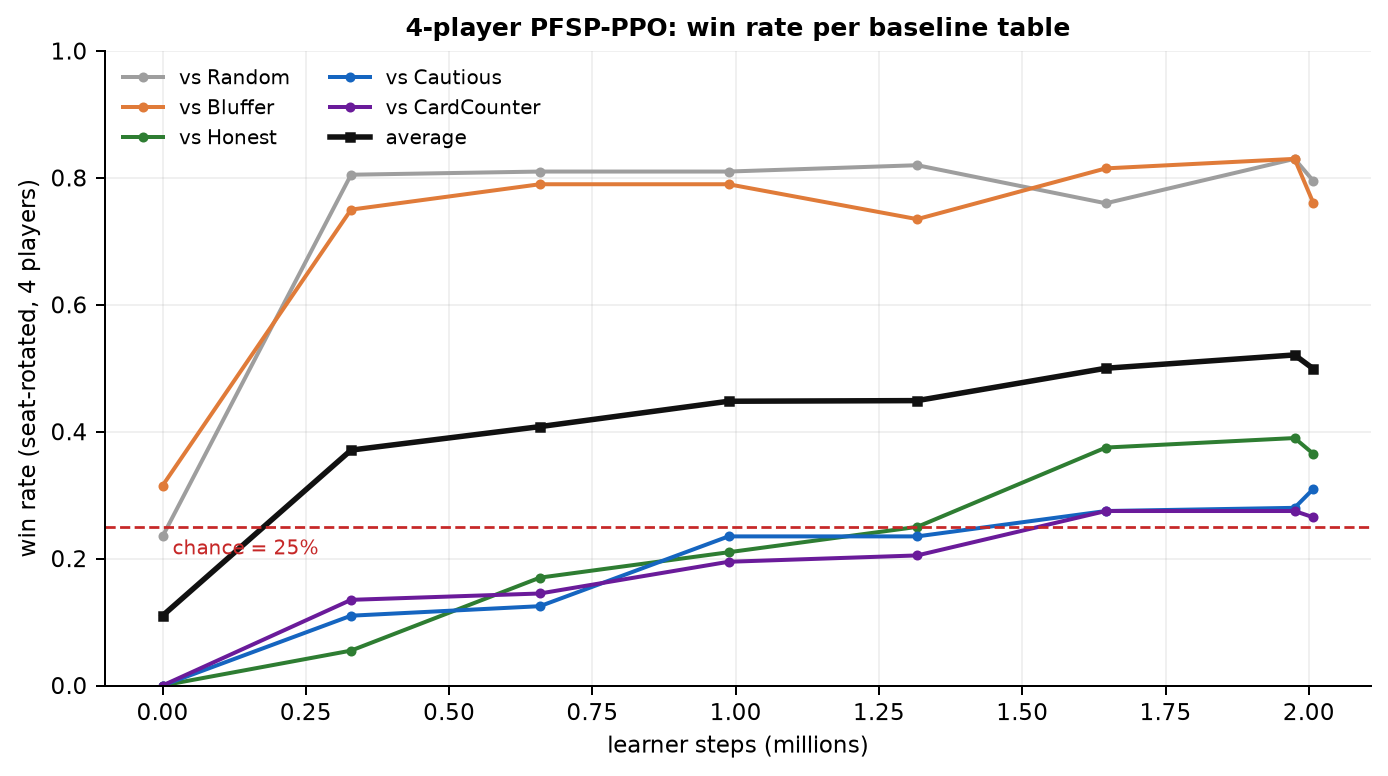 4-player PFSP-PPO: win rate per baseline table
win rate (seat-rotated, 4 players)
1.0
0.8
0.6
0.4
0.2
0.0
vs Random
vs Bluffer
vs Honest
vs Cautious
vs CardCounter
average
chance = 25%
0.00
0.25
0.50
0.75
1.00
1.25
1.50
1.75
2.00
learner steps (millions)